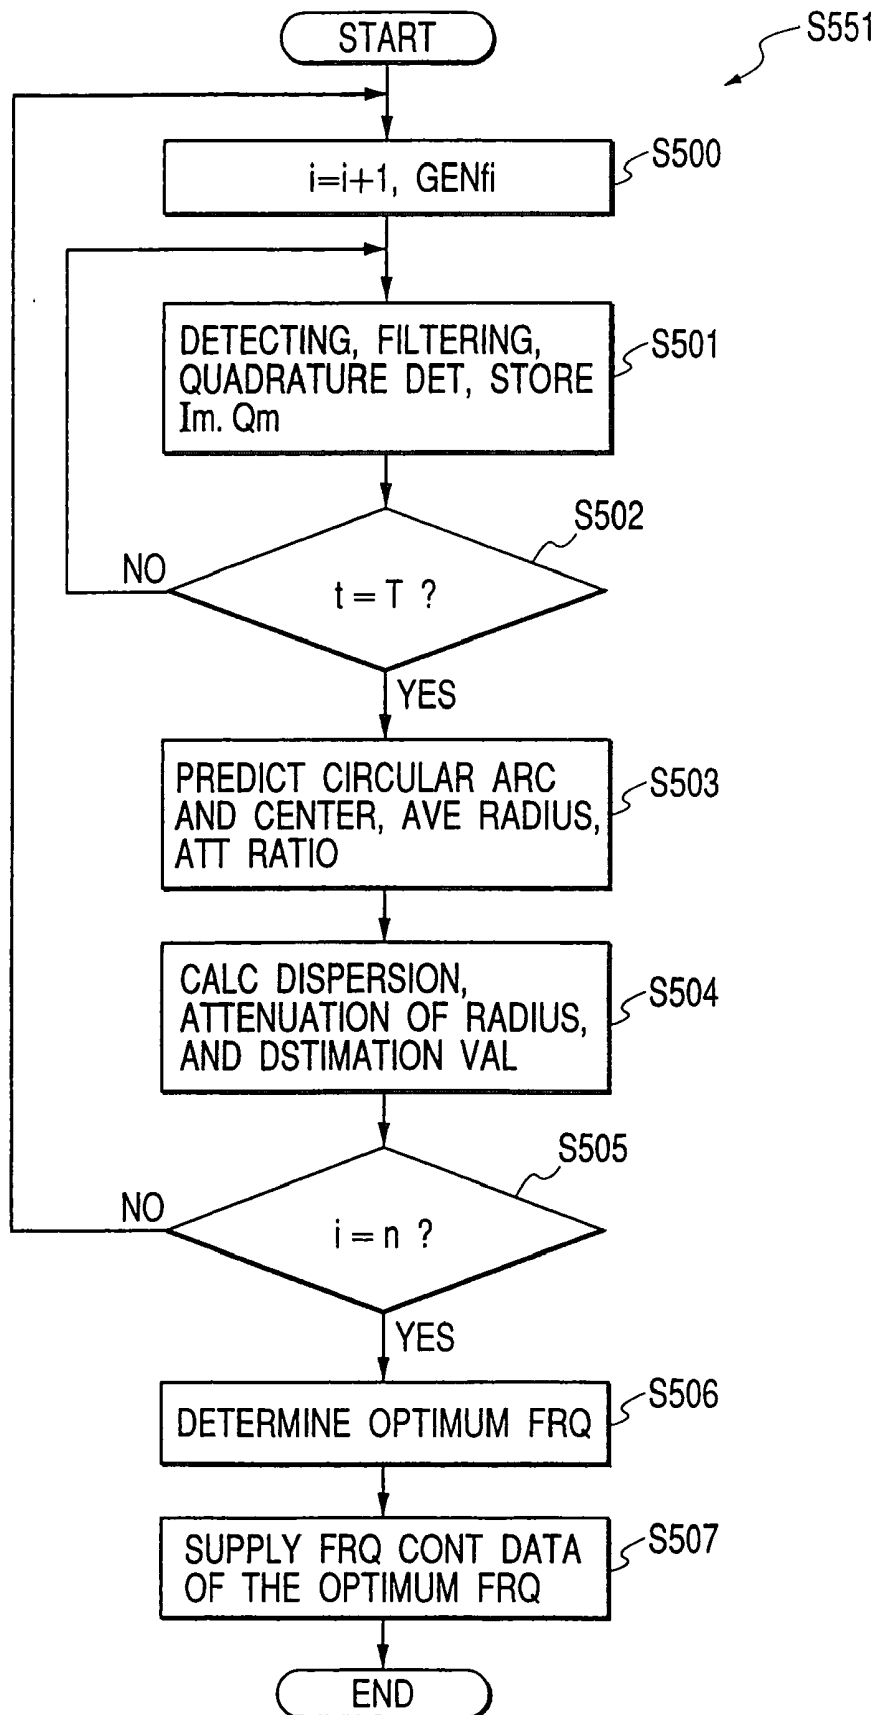 START
S551
i=i+1, GENfi
S500
DETECTING, FILTERING,
QUADRATURE DET, STORE
Im. Qm
S501
S502
NO
t = T ?
YES
PREDICT CIRCULAR ARC
AND CENTER, AVE RADIUS,
ATT RATIO
S503
CALC DISPERSION,
ATTENUATION OF RADIUS,
AND DSTIMATION VAL
S504
S505
NO
i = n ?
YES
DETERMINE OPTIMUM FRQ
S506
SUPPLY FRQ CONT DATA
OF THE OPTIMUM FRQ
S507
END